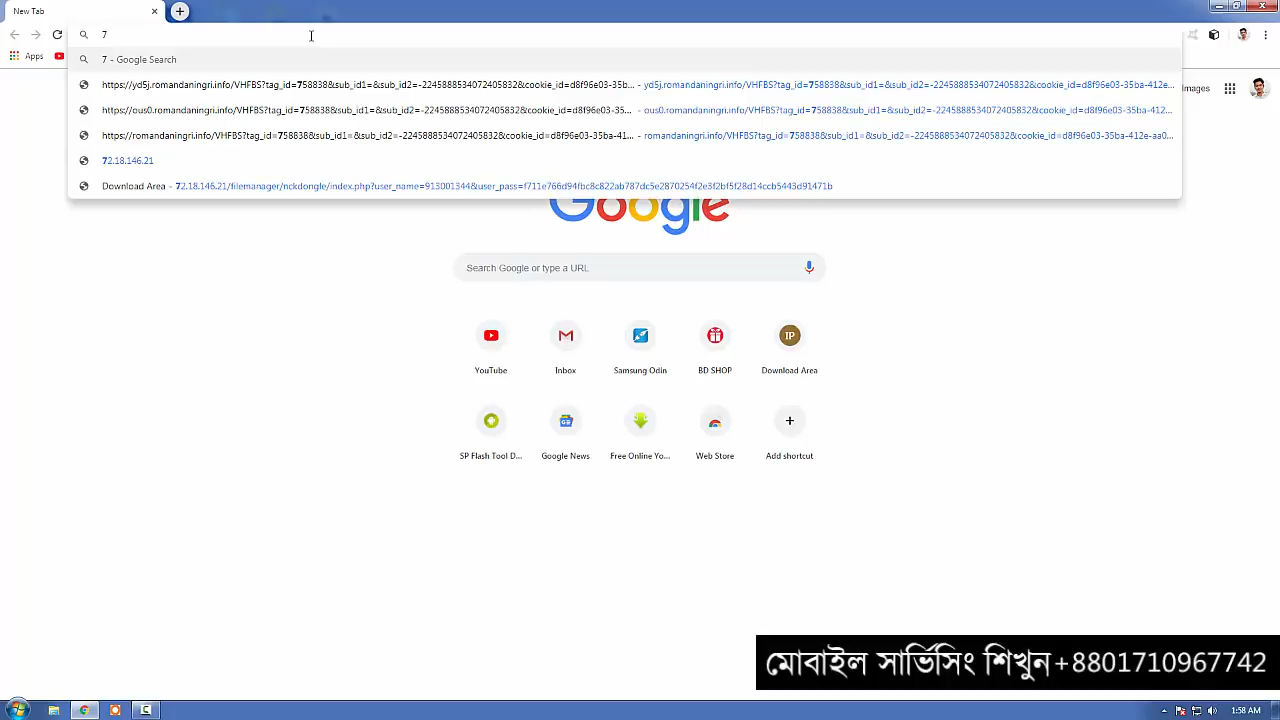 New Tab
7
Apps
7 - Google Search
https://yd5j.romandaningri.info/VHFBS?tag_id=758838&sub_id1=&sub_id2=-2245888534072405832&cookie_id=d8f96e03-35b... - yd5j.romandaningri.info/VHFBS?tag_id=758838&sub_id1=&sub_id2=-2245888534072405832&cookie_id=d8f96e03-35ba-412e...
https://ous0.romandaningri.info/VHFBS?tag_id=758838&sub_id1=&sub_id2=-2245888534072405832&cookie_id=d8f96e03-35... - ous0.romandaningri.info/VHFBS?tag_id=758838&sub_id1=&sub_id2=-2245888534072405832&cookie_id=d8f96e03-35ba-412...
https://romandaningri.info/VHFBS?tag_id=758838&sub_id1=&sub_id2=-2245888534072405832&cookie_id=d8f96e03-35ba-41... - romandaningri.info/VHFBS?tag_id=758838&sub_id1=&sub_id2=-2245888534072405832&cookie_id=d8f96e03-35ba-412e-aa0...
72.18.146.21
Download Area - 72.18.146.21/filemanager/nckdongle/index.php?user_name=913001344&user_pass=f711e766d94fbc8c822ab787dc5e2870254f2e3f2bf5f28d14ccb5443d91471b
Images
Google
Search Google or type a URL
IP
YouTube Inbox Samsung Odin BD SHOP Download Area
SP Flash Tool D... Google News Free Online Yo... Web Store Add shortcut
মোবাইল সার্ভিসিং শিখুন+8801710967742
1:58 AM